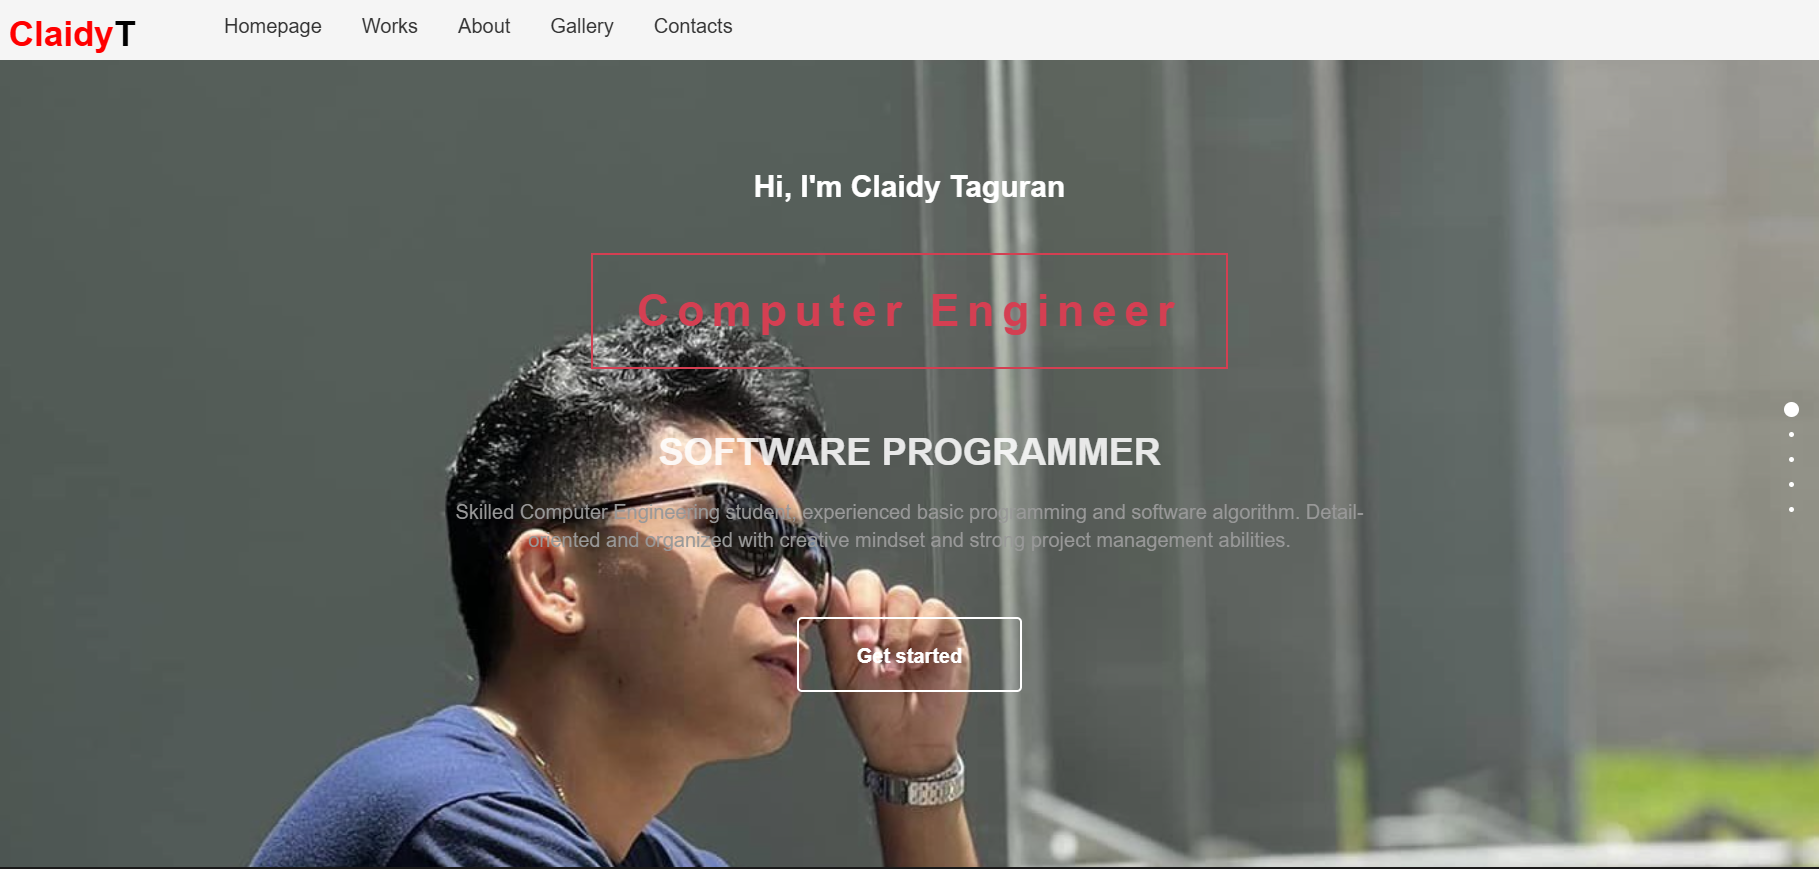 ClaidyT Homepage Works About Gallery Contacts
Hi, I'm Claidy Taguran
Computer Engineer
SOFTWARE PROGRAMMER
Skilled Computer Engineering student, experienced basic programming and software algorithm. Detail-
oriented and organized with creative mindset and strong project management abilities.
Get started